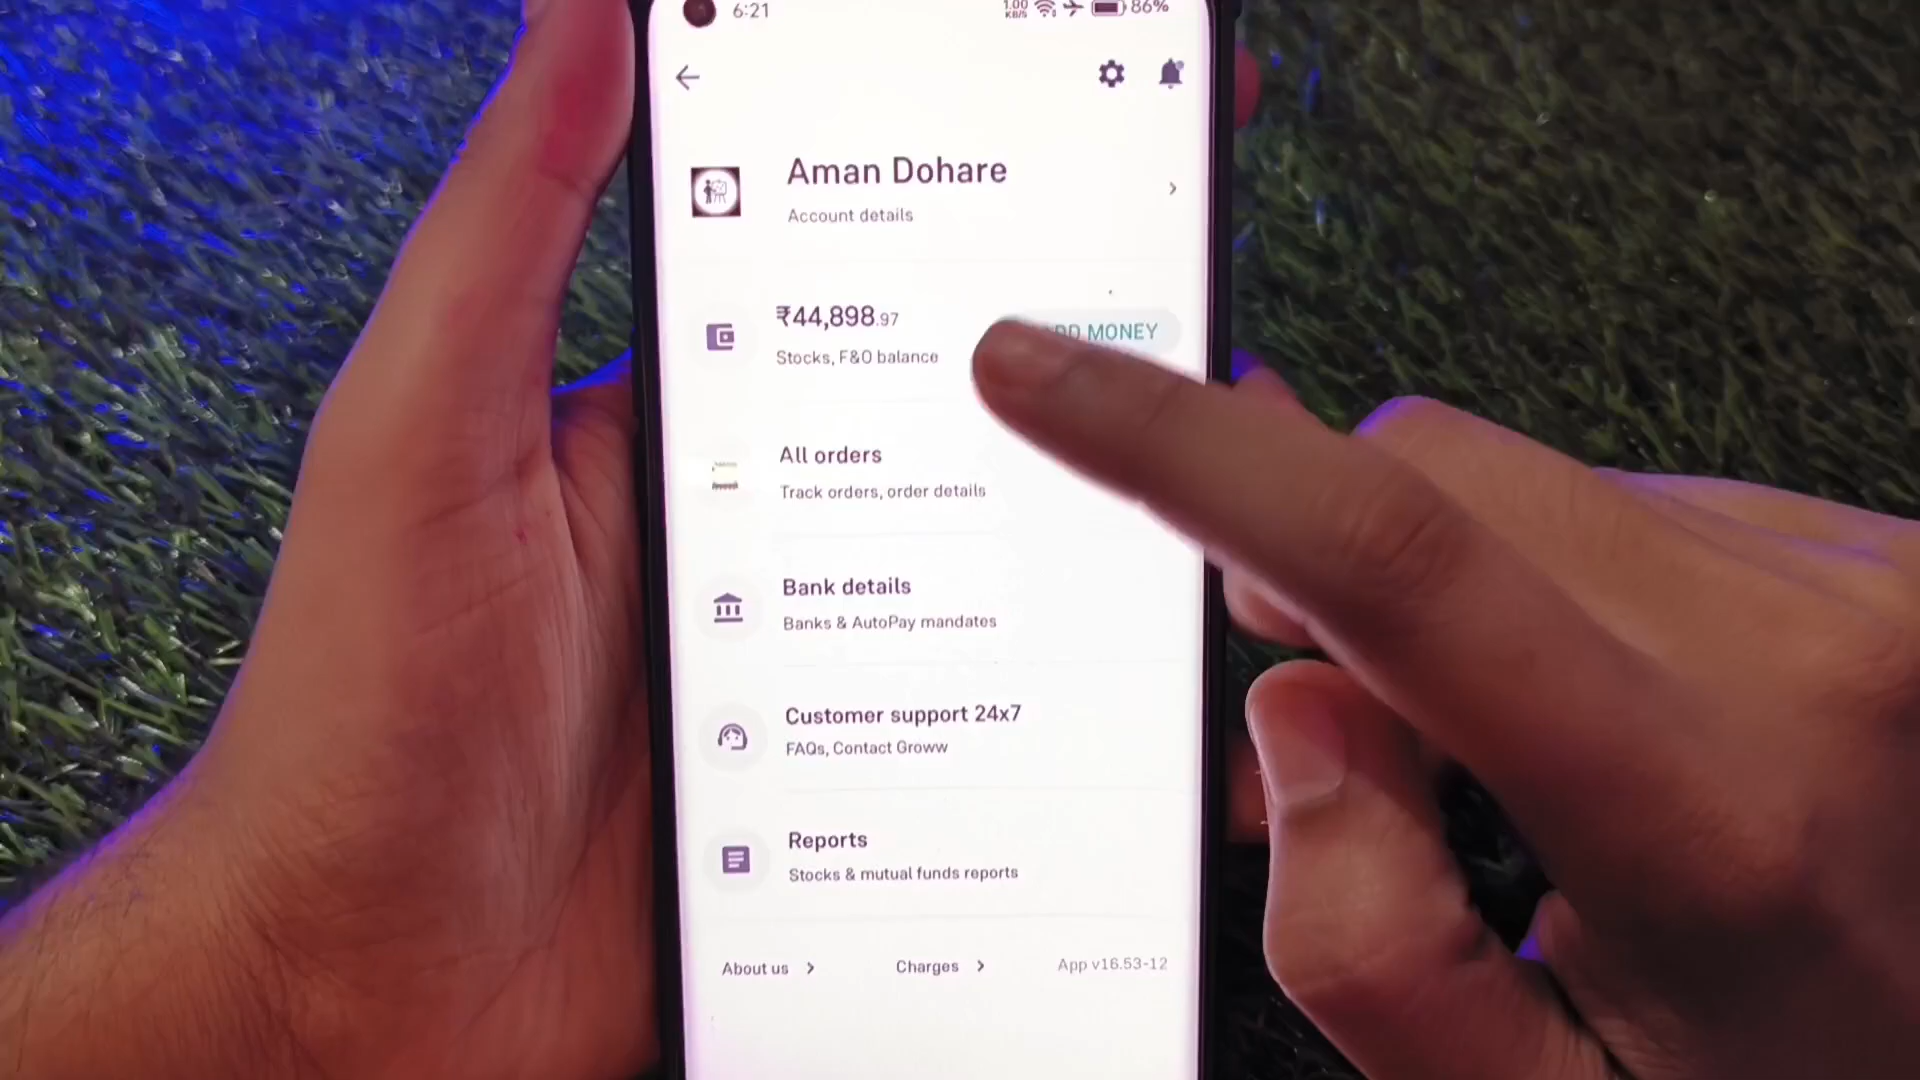 6:21
1.00 KB/S 86%
Aman Dohare
Account details
₹44,898.97
MONEY
Stocks, F&O balance
All orders
Track orders, order details
Bank details
Banks & AutoPay mandates
Customer support 24x7
FAQs, Contact Groww
Reports
Stocks & mutual funds reports
About us
Charges
App v16.53-12